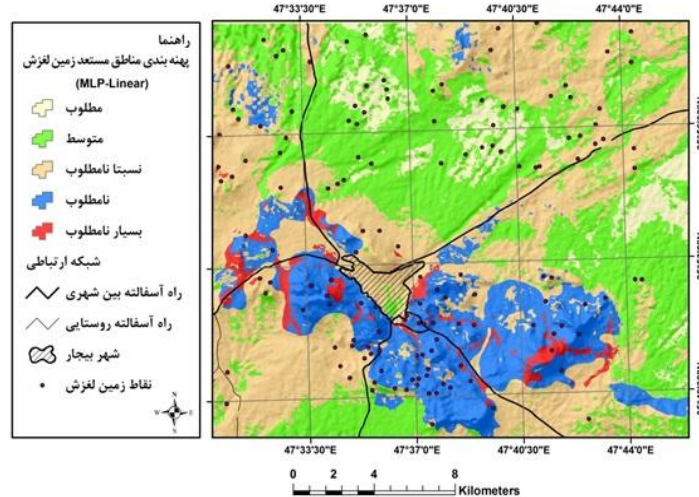 47°33'30"E 47°37'0"E 47°40'30"E 47°44'0"E
راهنما
پهنه بندی مناطق مستعد زمین لغزش
(MLP-Linear)
مطلوب
متوسط
نسبتا نامطلوب
نامطلوب
بسیار نامطلوب
شبکه ارتباطی
راه آسفالته بین شهری
راه آسفالته روستایی
شهر بیجار
نقاط زمین لغزش
N
W E
S
47°33'30"E 47°37'0"E 47°40'30"E 47°44'0"E
0 2 4 8
Kilometers